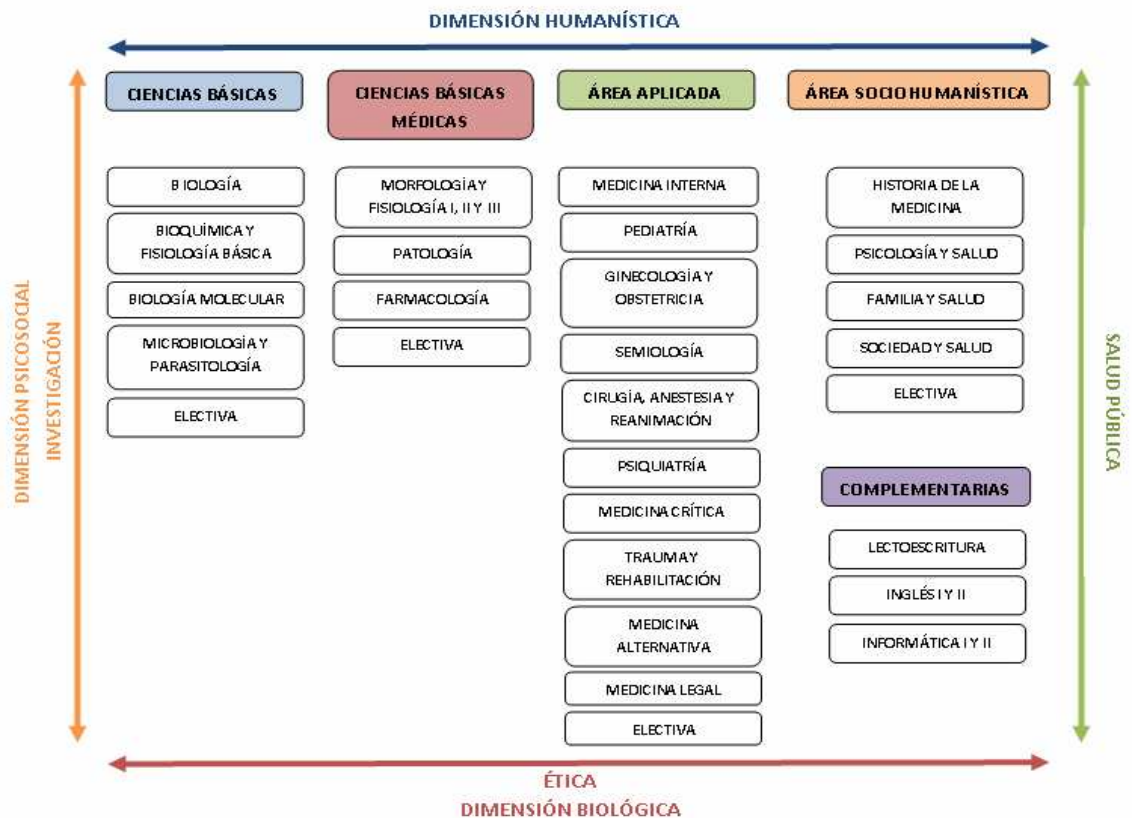 DIMENSIÓN HUMANÍSTICA
DIMENSIÓN PSICOSOCIAL
INVESTIGACIÓN
CIENCIAS BÁSICAS
BIOLOGÍA
BIOQUÍMICA Y
FISIOLOGÍA BÁSICA
BIOLOGÍA MOLECULAR
MICROBIOLOGÍA Y
PARASITOLOGÍA
ELECTIVA
CIENCIAS BÁSICAS
MÉDICAS
MORFOLOGÍA Y
FISIOLOGÍA I, II Y III
PATOLOGÍA
FARMACOLOGÍA
ELECTIVA
ÁREA APLICADA
MEDICINA INTERNA
PEDIATRÍA
GINECOLOGÍA Y
OBSTETRICIA
SEMIOLOGÍA
CIRUGÍA, ANESTESIA Y
REANIMACIÓN
PSIQUIATRÍA
MEDICINA CRÍTICA
TRAUMA Y
REHABILITACIÓN
MEDICINA
ALTERNATIVA
MEDICINA LEGAL
ELECTIVA
ÁREA SOCIO HUMANÍSTICA
HISTORIA DE LA
MEDICINA
PSICOLOGÍA Y SALUD
FAMILIA Y SALUD
SOCIEDAD Y SALUD
ELECTIVA
COMPLEMENTARIAS
LECTOESCRITURA
INGLÉS I Y II
INFORMÁTICA I Y II
SALUD PÚBLICA
ÉTICA
DIMENSIÓN BIOLÓGICA